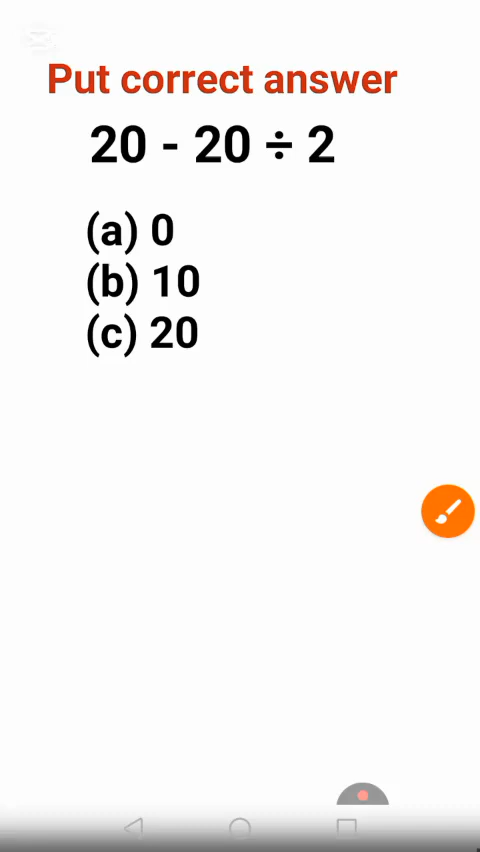 Put correct answer
20 - 20 ÷ 2
(a) 0
(b) 10
(c) 20